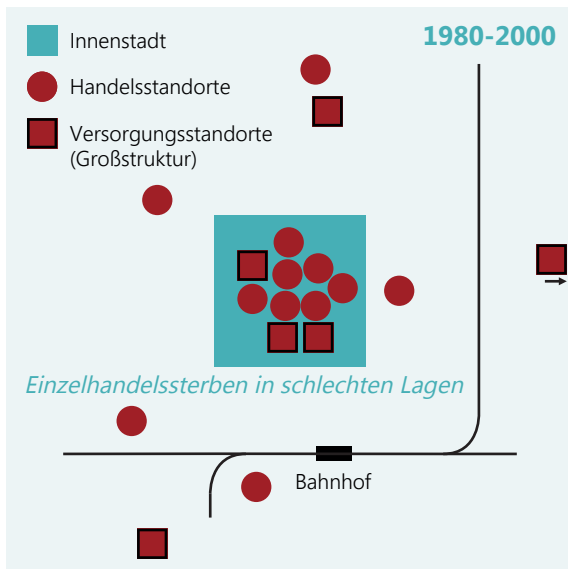 Innenstadt
1980-2000
Handelsstandorte
Versorgungsstandorte
(Großstruktur)
Einzelhandelssterben in schlechten Lagen
Bahnhof